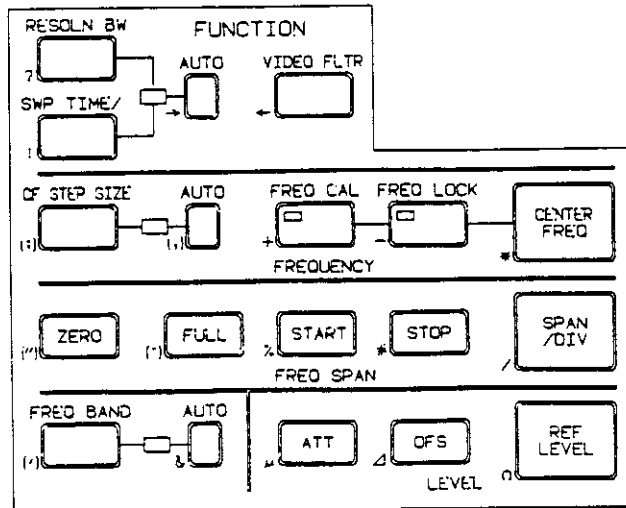 RESOLN BW
FUNCTION
AUTO
VIDEO FLTR
?
→
←
SWP TIME/
!
CF STEP SIZE
AUTO
FREQ CAL
FREQ LOCK
CENTER
FREQ
(:)
(;)
+
-
*
FREQUENCY
ZERO
FULL
START
STOP
SPAN
/DIV
(")
%
#
/
FREQ SPAN
FREQ BAND
AUTO
ATT
OFS
REF
LEVEL
&
μ
⊿
Ω
LEVEL